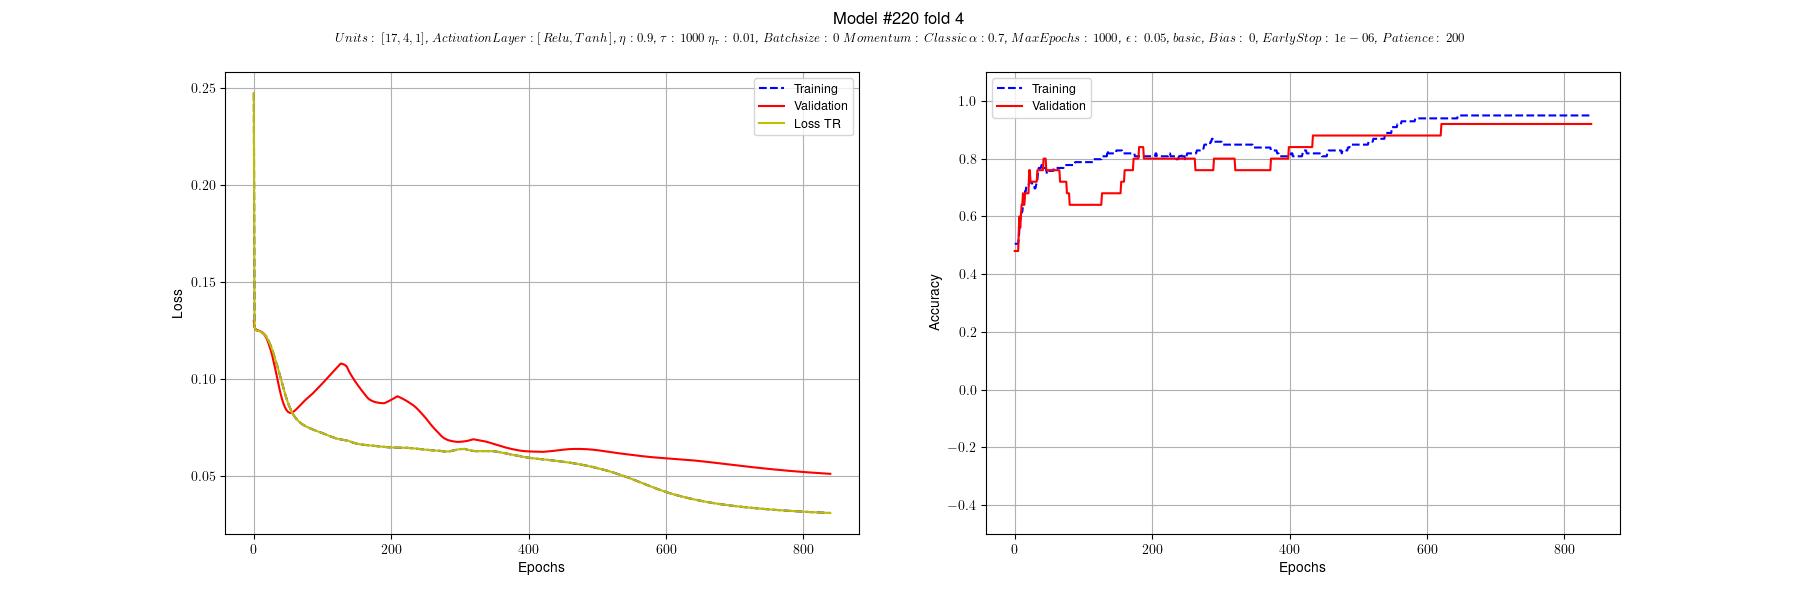 Model #220 fold 4
Units : [17, 4, 1], ActivationLayer : [Relu, Tanh], η : 0.9, τ : 1000 η_τ : 0.01, Batchsize : 0 Momentum : Classic α : 0.7, MaxEpochs : 1000, ϵ : 0.05, basic, Bias : 0, EarlyStop : 1e − 06, Patience : 200
0.25
0.20
0.15
0.10
0.05
Loss
0 200 400 600 800
Epochs
Training
Validation
Loss TR
1.0
0.8
0.6
0.4
0.2
0.0
−0.2
−0.4
Accuracy
0 200 400 600 800
Epochs
Training
Validation